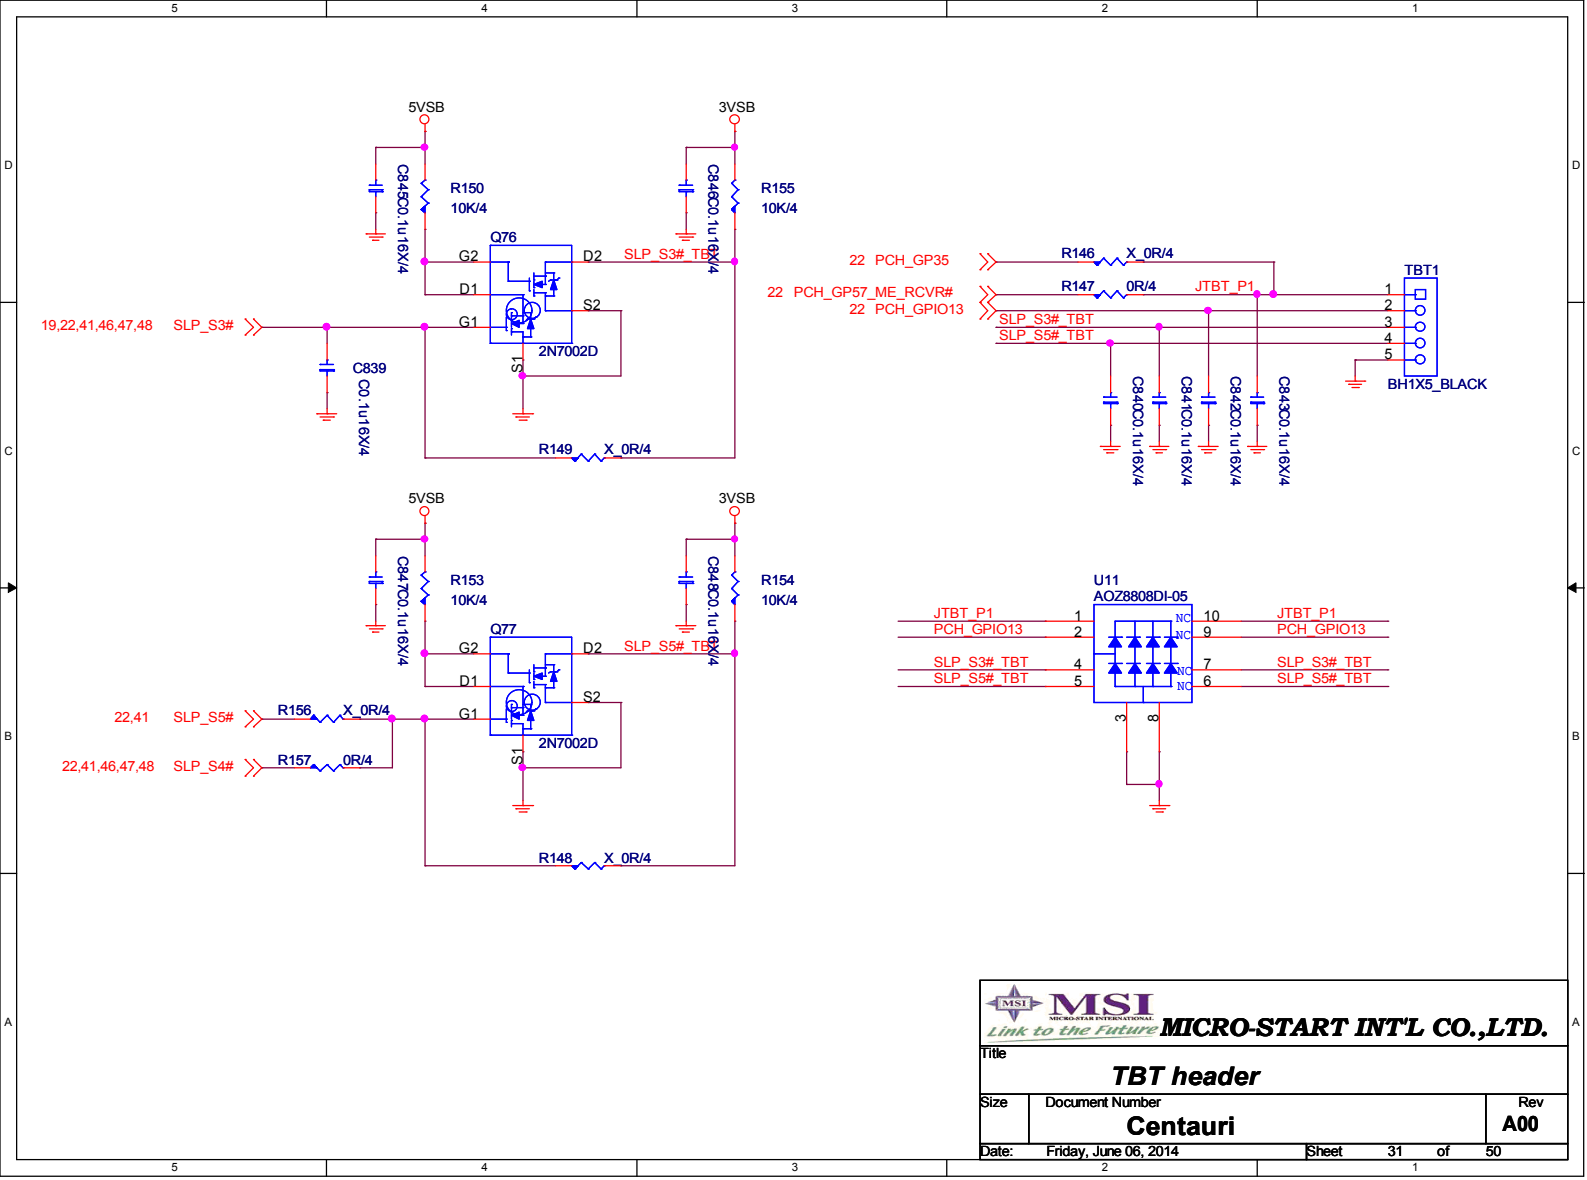 5 4 3 2 1
D D
C C
B B
A A
5VSB
3VSB
C845
C0.1u16X/4
R150
10K/4
C846
C0.1u16X/4
R155
10K/4
Q76
G2
D2
SLP_S3#_TBT
D1
S2
G1
S1
2N7002D
19,22,41,46,47,48 SLP_S3#
C839
C0.1u16X/4
R149 X_0R/4
22 PCH_GP35
R146 X_0R/4
22 PCH_GP57_ME_RCVR#
R147 0R/4
JTBT_P1
22 PCH_GPIO13
SLP_S3#_TBT
SLP_S5#_TBT
TBT1
1
2
3
4
5
BH1X5_BLACK
C840
C0.1u16X/4
C841
C0.1u16X/4
C842
C0.1u16X/4
C843
C0.1u16X/4
5VSB
3VSB
C847
C0.1u16X/4
R153
10K/4
C848
C0.1u16X/4
R154
10K/4
Q77
G2
D2
D1
S2
G1
S1
2N7002D
22,41 SLP_S5#
R156 X_0R/4
22,41,46,47,48 SLP_S4#
R157 0R/4
R148 X_0R/4
U11
AOZ8808DI-05
JTBT_P1 1 NC 10 JTBT_P1
PCH_GPIO13 2 NC 9 PCH_GPIO13
SLP_S3#_TBT 4 NC 7 SLP_S3#_TBT
SLP_S5#_TBT 5 NC 6 SLP_S5#_TBT
3 8
MSI MSI
MICRO-STAR INTERNATIONAL
Link to the Future
MICRO-START INT'L CO.,LTD.
Title
TBT header
Size Document Number Rev
Centauri A00
Date: Friday, June 06, 2014 Sheet 31 of 50
5 4 3 2 1